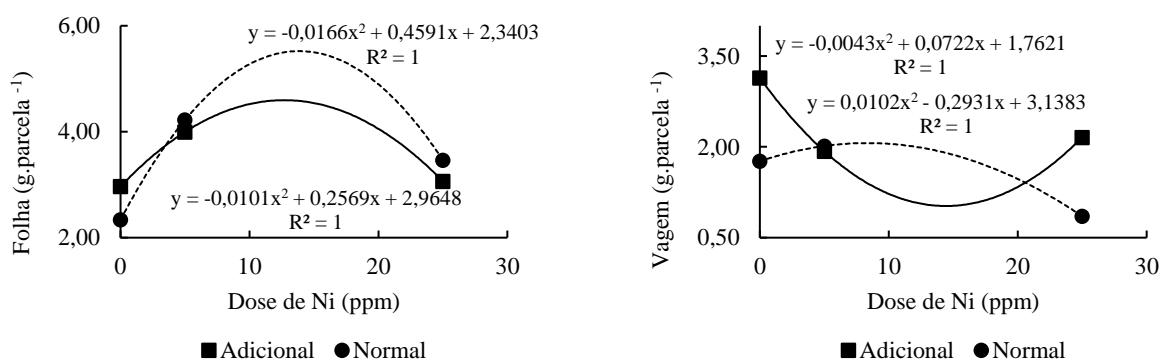 6,00
4,00
2,00
Folha (g.parcela ⁻¹)
y = -0,0166x² + 0,4591x + 2,3403
R² = 1
y = -0,0101x² + 0,2569x + 2,9648
R² = 1
0 10 20 30
Dose de Ni (ppm)
Adicional Normal
3,50
2,00
0,50
Vagem (g.parcela ⁻¹)
y = -0,0043x² + 0,0722x + 1,7621
R² = 1
y = 0,0102x² - 0,2931x + 3,1383
R² = 1
0 10 20 30
Dose de Ni (ppm)
Adicional Normal